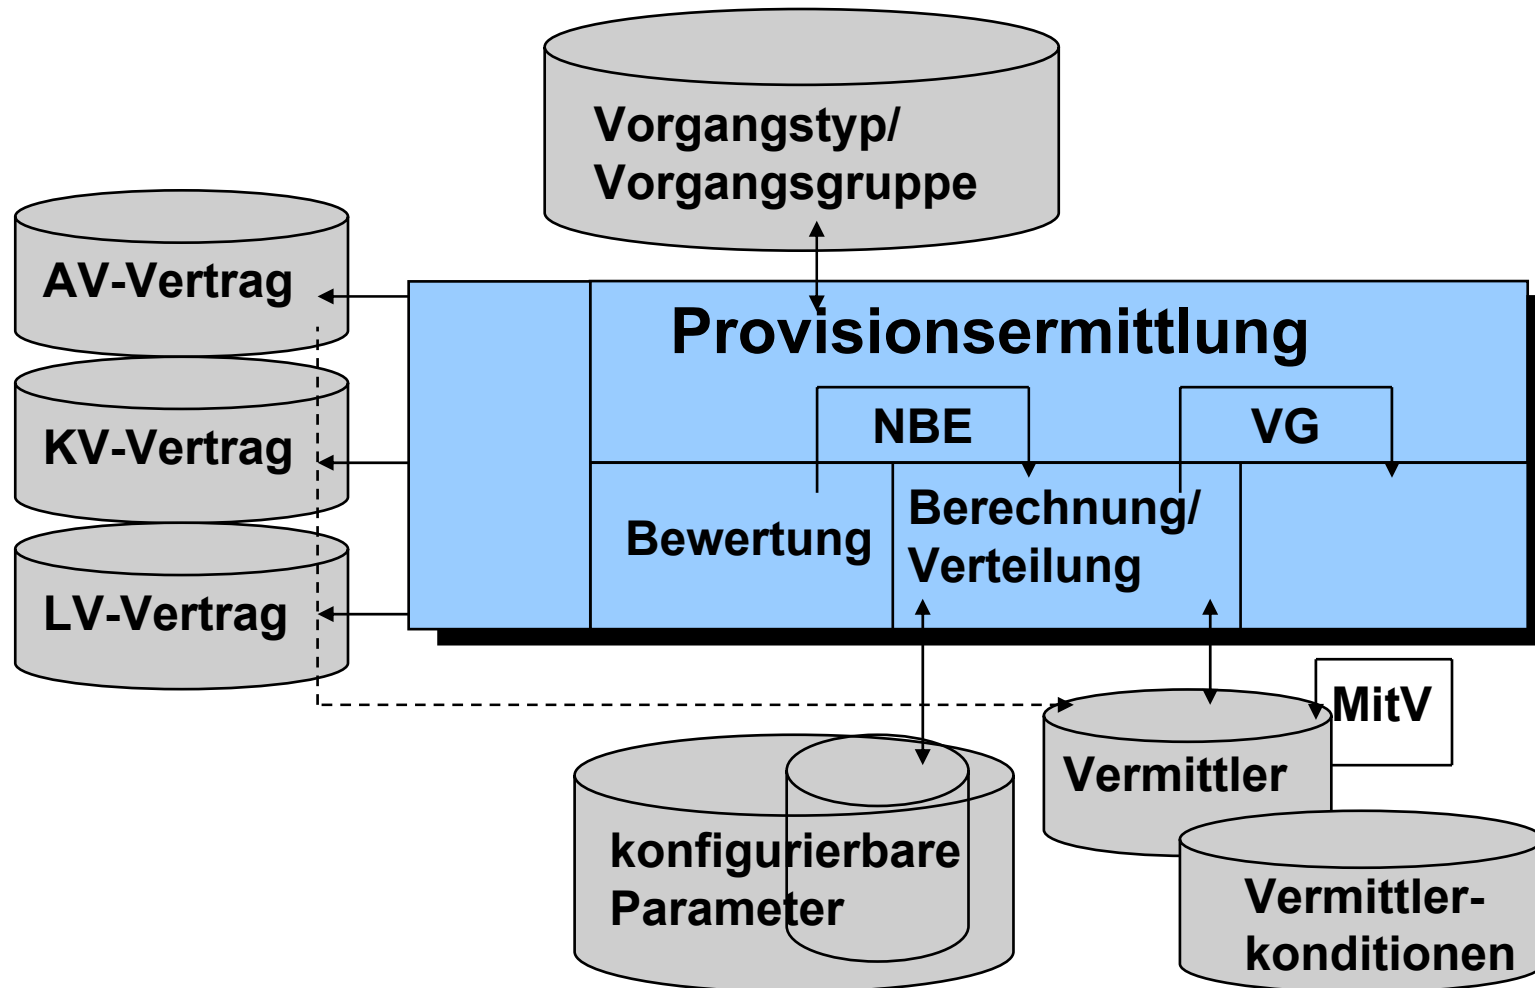 Vorgangstyp/
Vorgangsgruppe
AV-Vertrag
KV-Vertrag
LV-Vertrag
Provisionsermittlung
NBE
VG
Bewertung
Berechnung/
Verteilung
MitV
Vermittler
konfigurierbare
Parameter
Vermittler-
konditionen